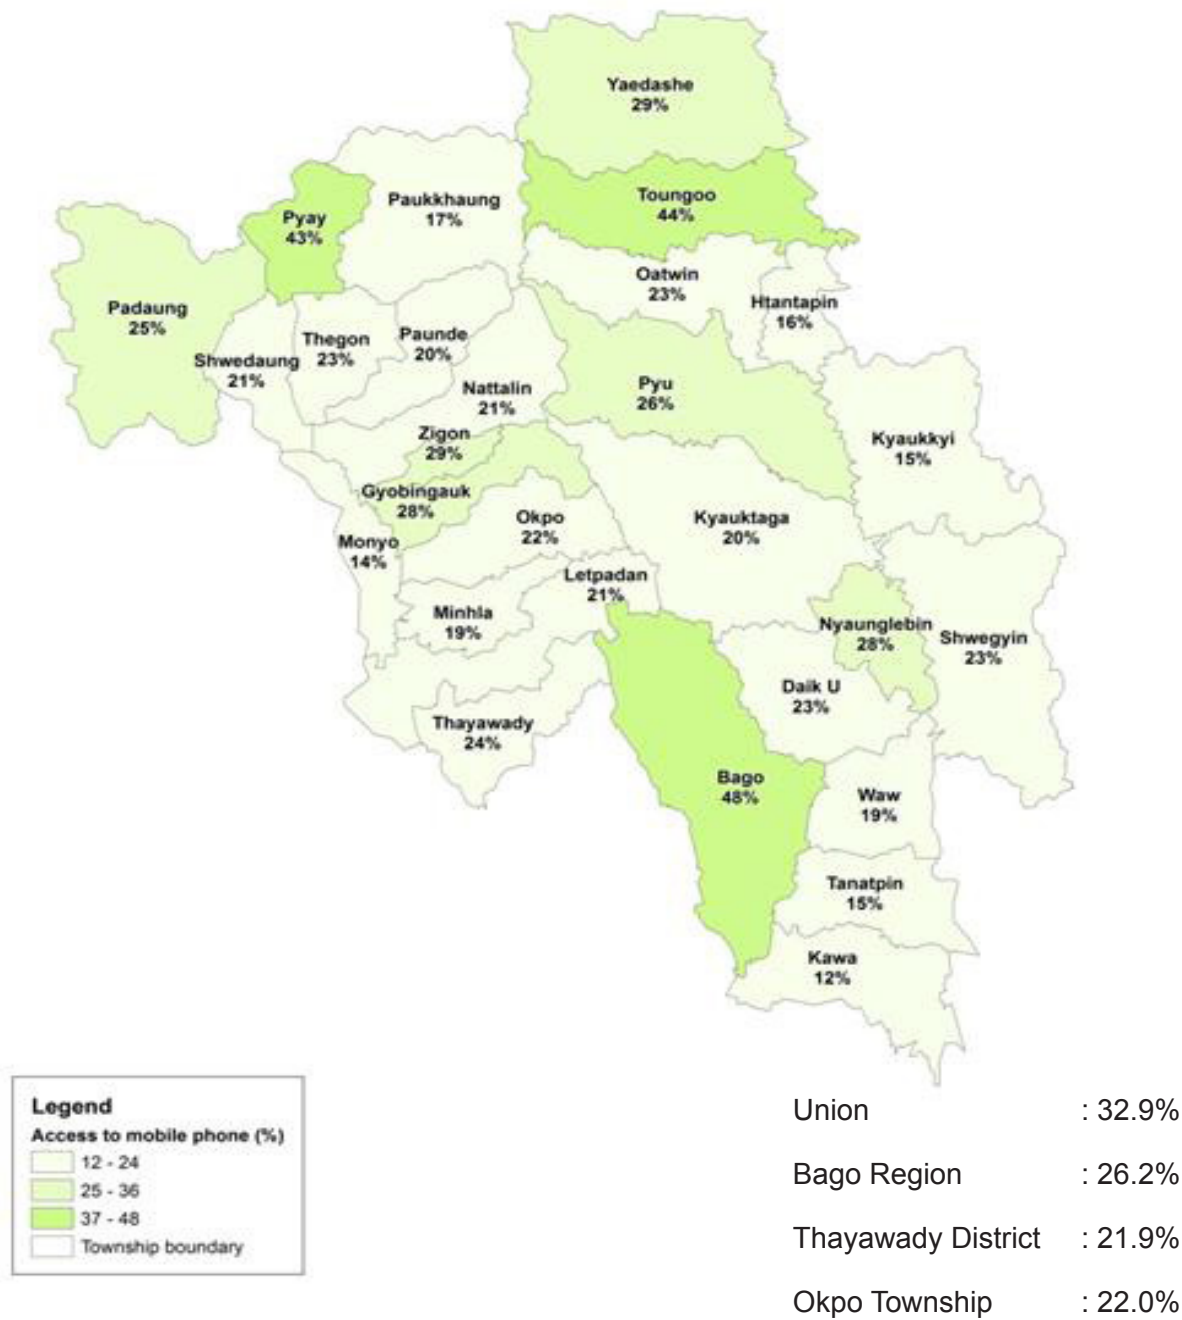 Yaedashe
29%
Toungoo
44%
Paukkhaung
17%
Pyay
43%
Oatwin
23%
Htantapin
16%
Padaung
25%
Thegon
23%
Paunde
20%
Shwedaung
21%
Nattalin
21%
Pyu
26%
Kyaukkyi
15%
Zigon
29%
Gyobingauk
28%
Okpo
22%
Kyauktaga
20%
Monyo
14%
Letpadan
21%
Minhla
19%
Nyaunglebin
28%
Shwegyin
23%
Daik U
23%
Thayawady
24%
Bago
48%
Waw
19%
Tanatpin
15%
Kawa
12%
Legend
Access to mobile phone (%)
12 - 24
25 - 36
37 - 48
Township boundary
Union : 32.9%
Bago Region : 26.2%
Thayawady District : 21.9%
Okpo Township : 22.0%